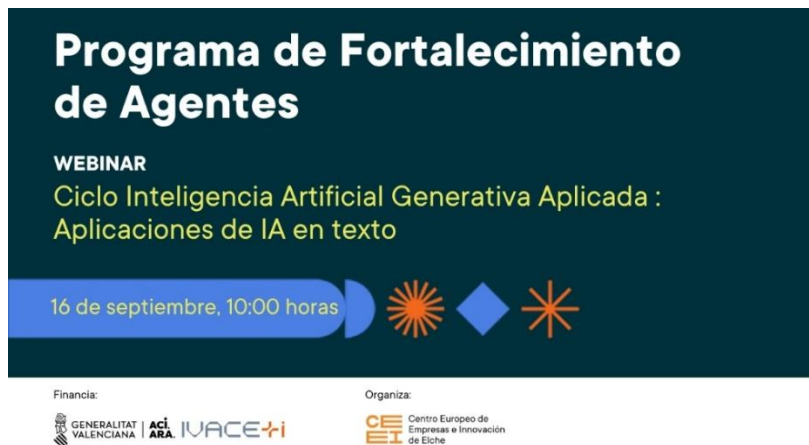 Programa de Fortalecimiento
de Agentes
WEBINAR
Ciclo Inteligencia Artificial Generativa Aplicada :
Aplicaciones de IA en texto
16 de septiembre, 10:00 horas
Financia:
Organiza:
GENERALITAT
VALENCIANA
ACÍ.
ARA.
IVACE+i
CEEI
Centro Europeo de
Empresas e Innovación
de Elche